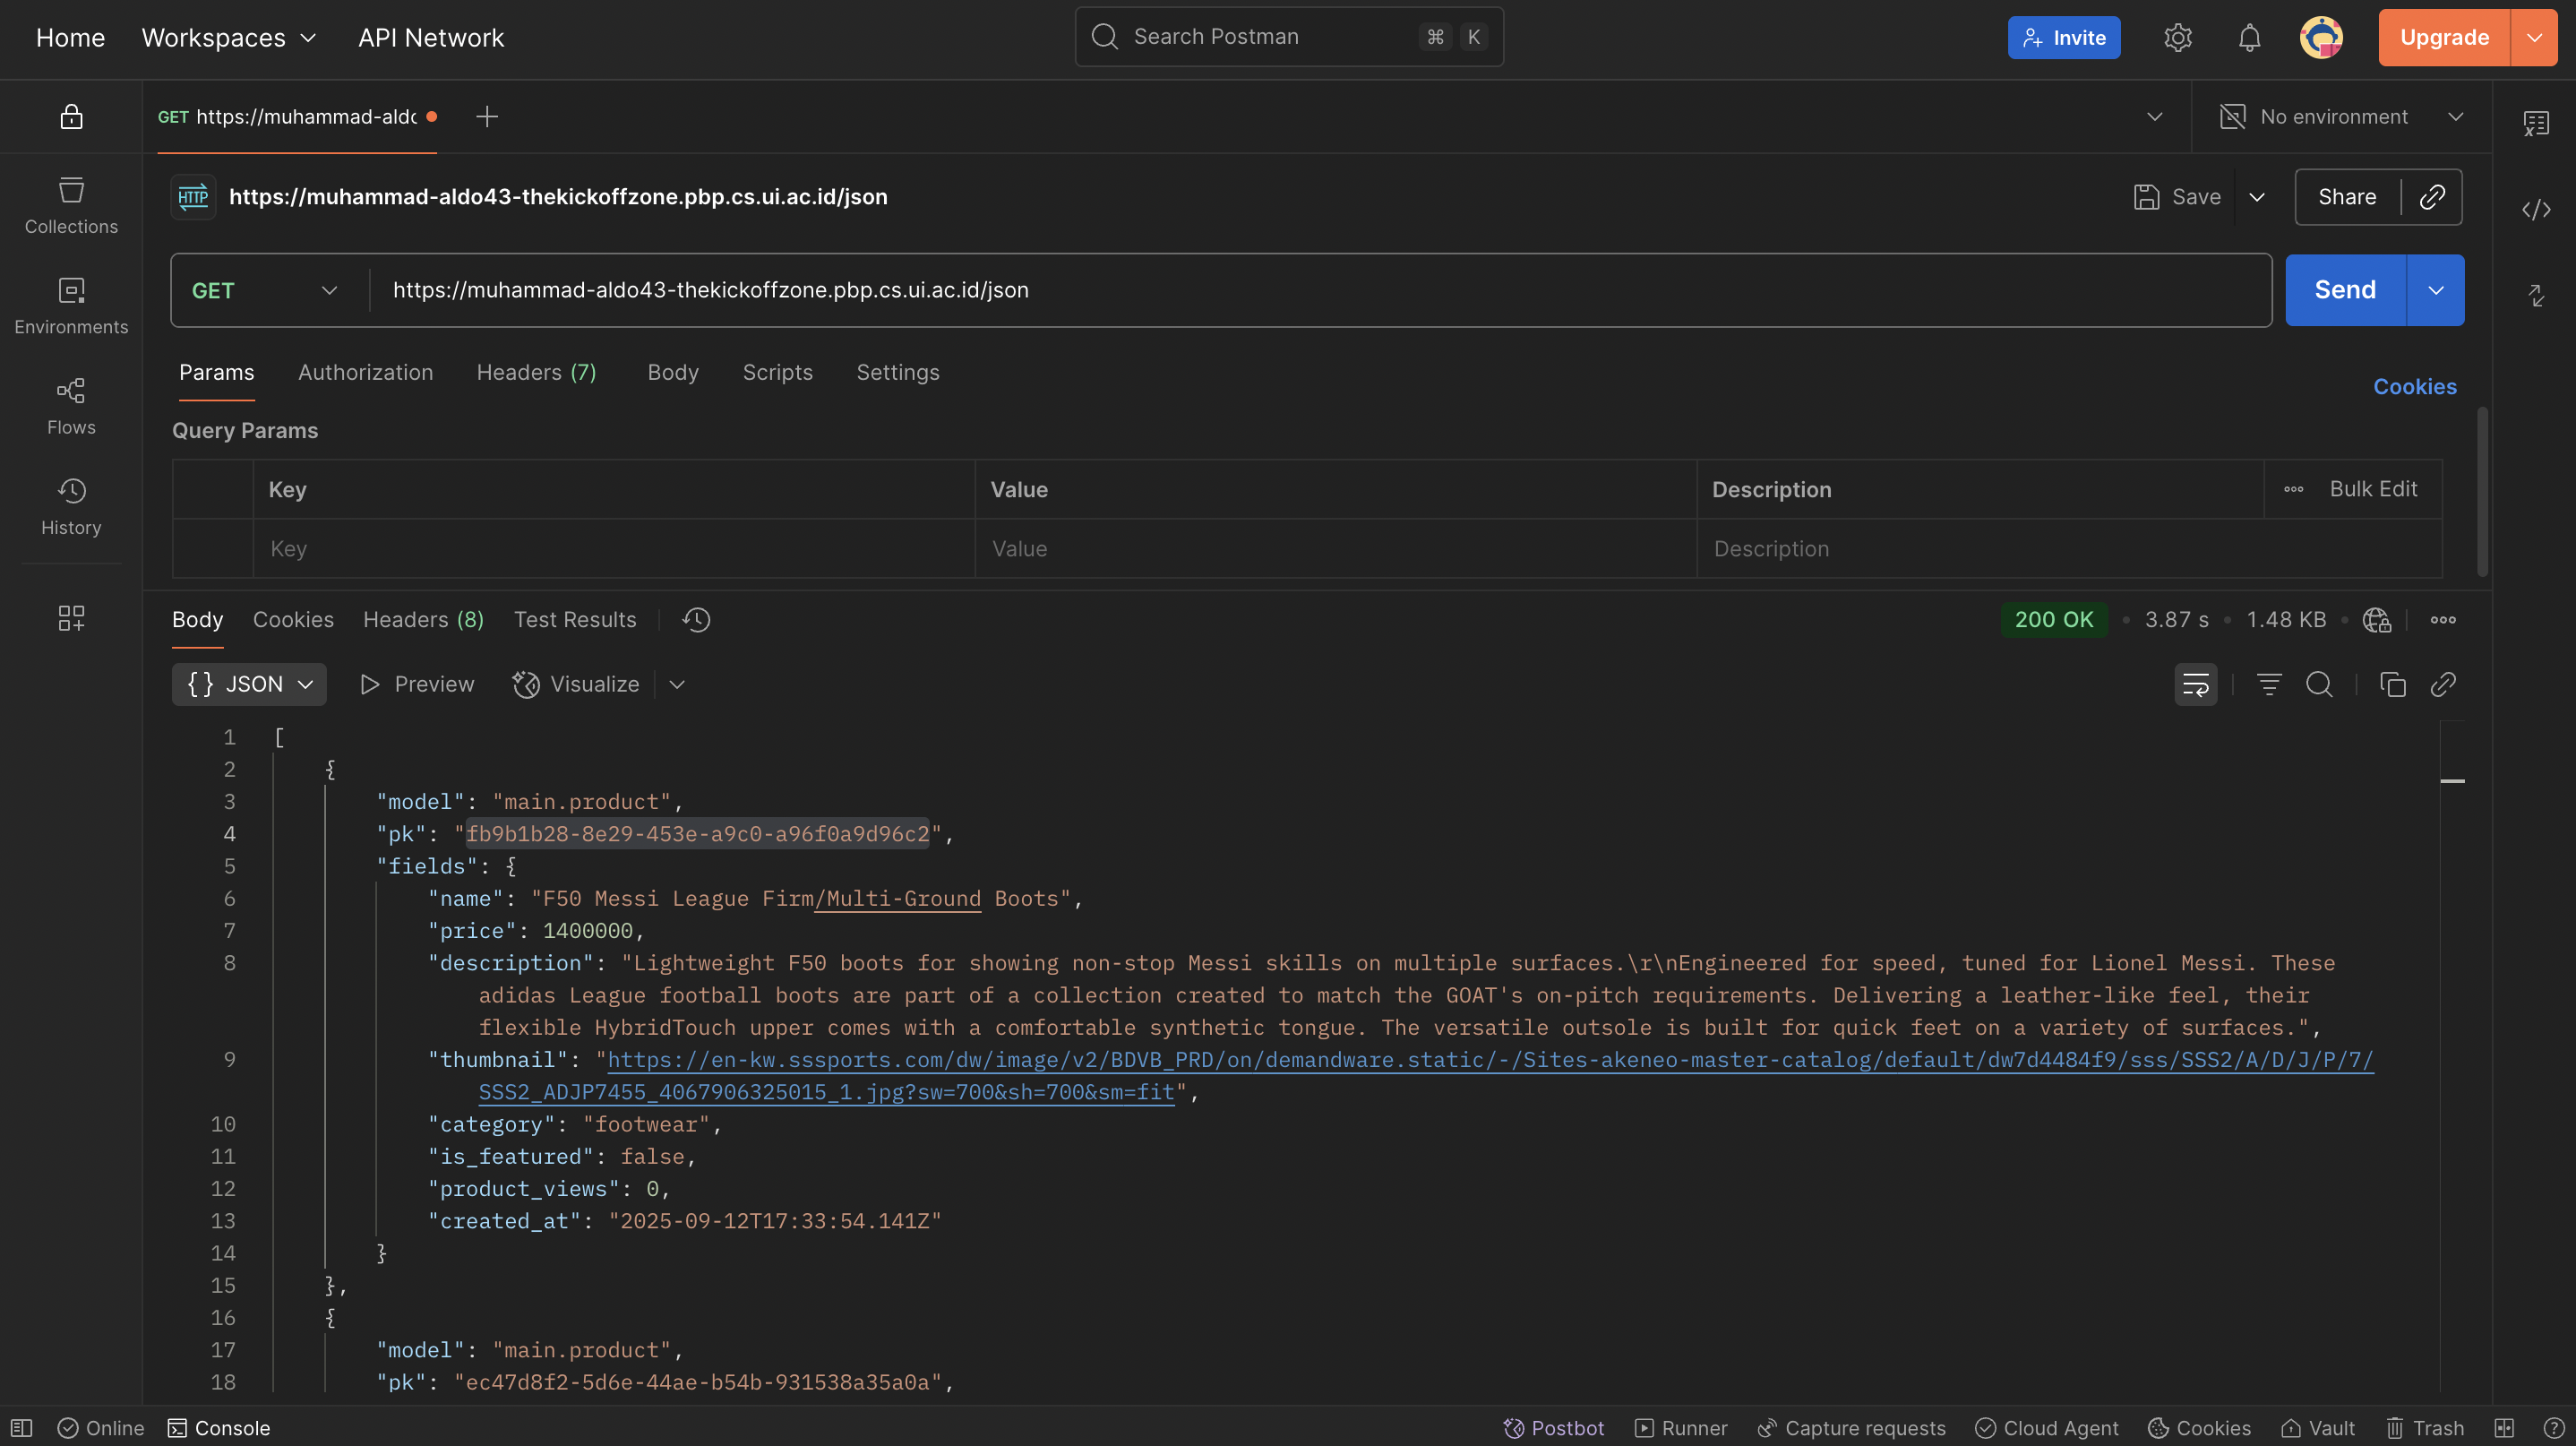 Home Workspaces API Network Search Postman ⌘ K Invite Upgrade
GET https://muhammad-aldo No environment
HTTP https://muhammad-aldo43-thekickoffzone.pbp.cs.ui.ac.id/json Save Share
GET https://muhammad-aldo43-thekickoffzone.pbp.cs.ui.ac.id/json Send
Collections
Environments
Flows
History
Params Authorization Headers (7) Body Scripts Settings Cookies
Query Params
Key Value Description Bulk Edit
Key Value Description
Body Cookies Headers (8) Test Results 200 OK • 3.87 s • 1.48 KB
{} JSON Preview Visualize
1 [
2 {
3 "model": "main.product",
4 "pk": "fb9b1b28-8e29-453e-a9c0-a96f0a9d96c2",
5 "fields": {
6 "name": "F50 Messi League Firm/Multi-Ground Boots",
7 "price": 1400000,
8 "description": "Lightweight F50 boots for showing non-stop Messi skills on multiple surfaces.\r\nEngineered for speed, tuned for Lionel Messi. These
adidas League football boots are part of a collection created to match the GOAT's on-pitch requirements. Delivering a leather-like feel, their
flexible HybridTouch upper comes with a comfortable synthetic tongue. The versatile outsole is built for quick feet on a variety of surfaces.",
9 "thumbnail": "https://en-kw.sssports.com/dw/image/v2/BDVB_PRD/on/demandware.static/-/Sites-akeneo-master-catalog/default/dw7d4484f9/sss/SSS2/A/D/J/P/7/
SSS2_ADJP7455_4067906325015_1.jpg?sw=700&sh=700&sm=fit",
10 "category": "footwear",
11 "is_featured": false,
12 "product_views": 0,
13 "created_at": "2025-09-12T17:33:54.141Z"
14 }
15 },
16 {
17 "model": "main.product",
18 "pk": "ec47d8f2-5d6e-44ae-b54b-931538a35a0a",
Online Console Postbot Runner Capture requests Cloud Agent Cookies Vault Trash